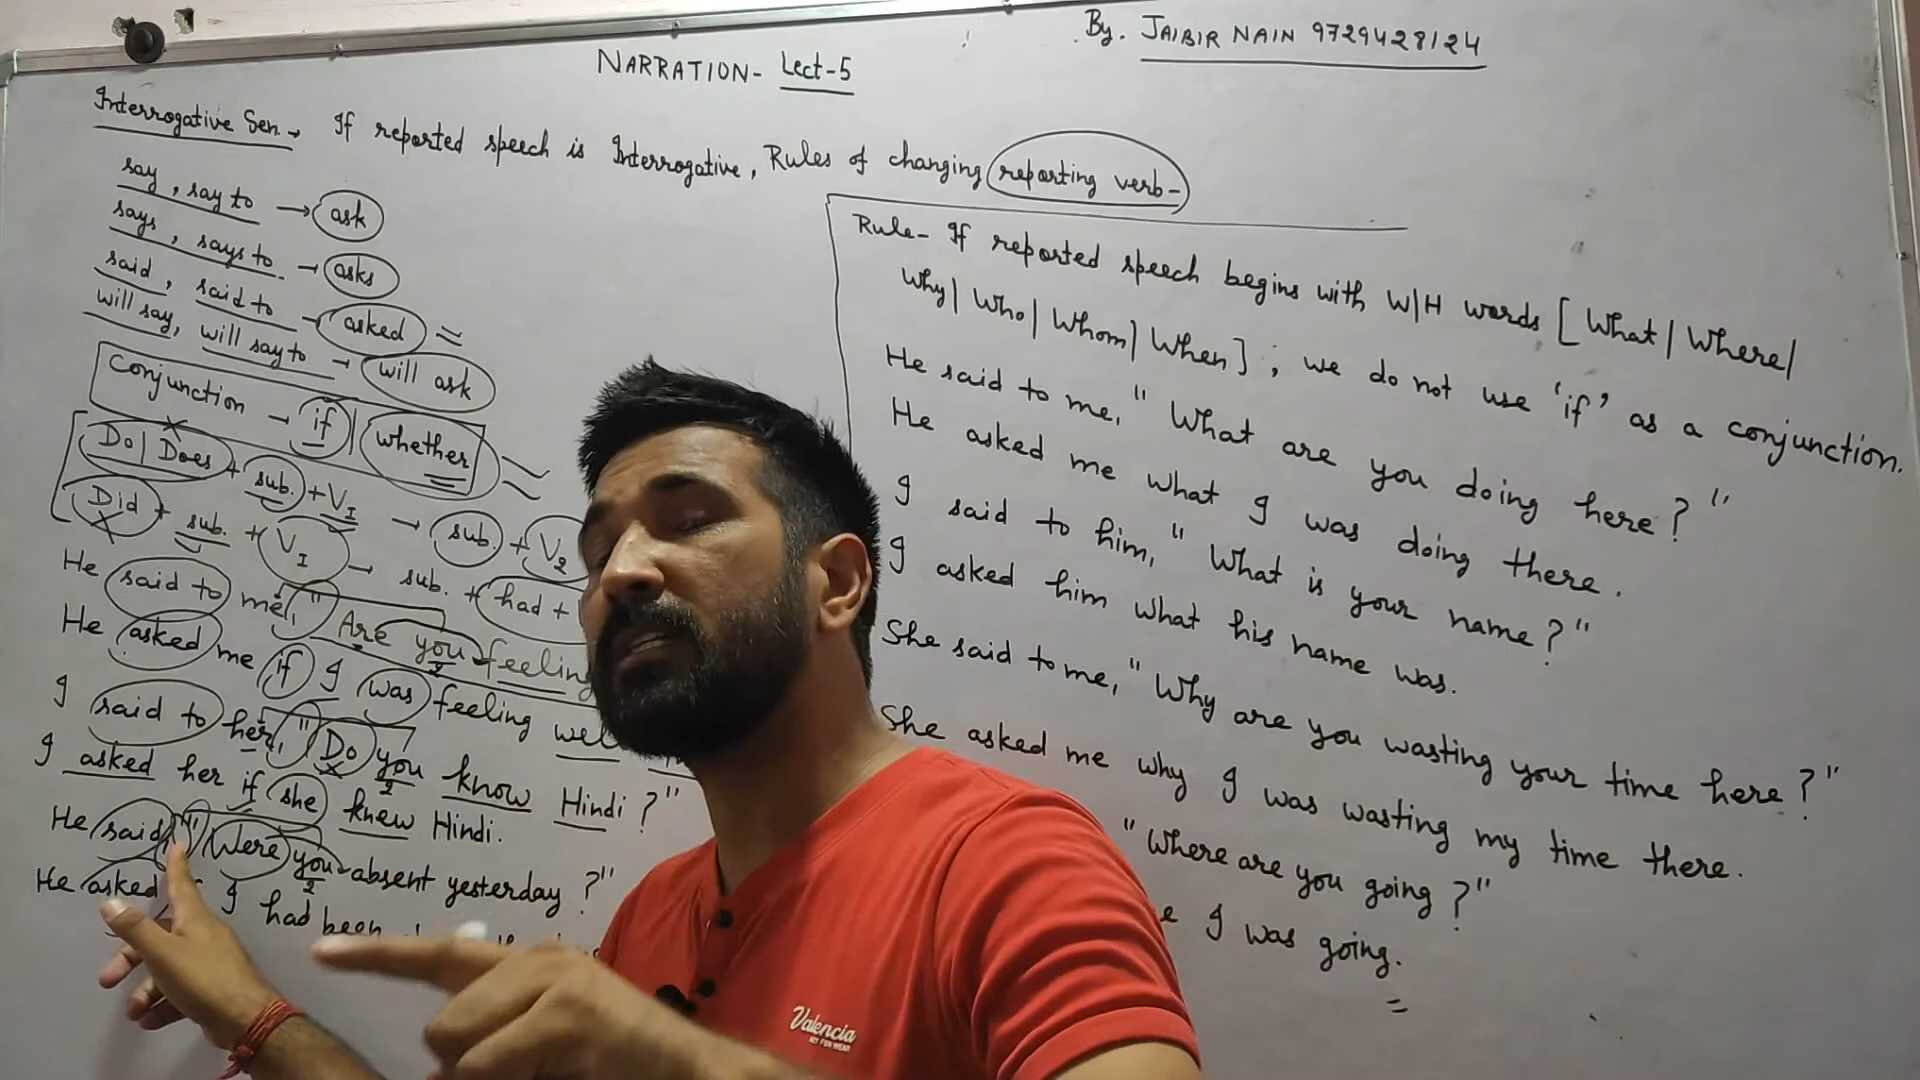 By. JAIBIR NAIN 9729428124
NARRATION- Lect-5
Interrogative Sen. → If reported speech is Interrogative, Rules of changing reporting verb-
say, say to → ask
says, says to → asks
said, said to → asked
will say, will say to → will ask
Conjunction → if | whether
Do | Does + sub. + V1 → sub. + V2
Did + sub. + V1 → sub. + had +
He said to me, "Are you feeling
He asked me if I was feeling
I said to her, "Do you know Hindi?"
I asked her if she knew Hindi.
He said, "Were you absent yesterday?"
He asked I had been
Rule- If reported speech begins with W|H words [What | Where |
Why | Who | Whom | When]; we do not use 'if' as a conjunction.
He said to me, "What are you doing here?"
He asked me what I was doing there.
I said to him, "What is your name?"
I asked him what his name was.
She said to me, "Why are you wasting your time here?"
She asked me why I was wasting my time there.
"Where are you going?"
I was going.
Valencia